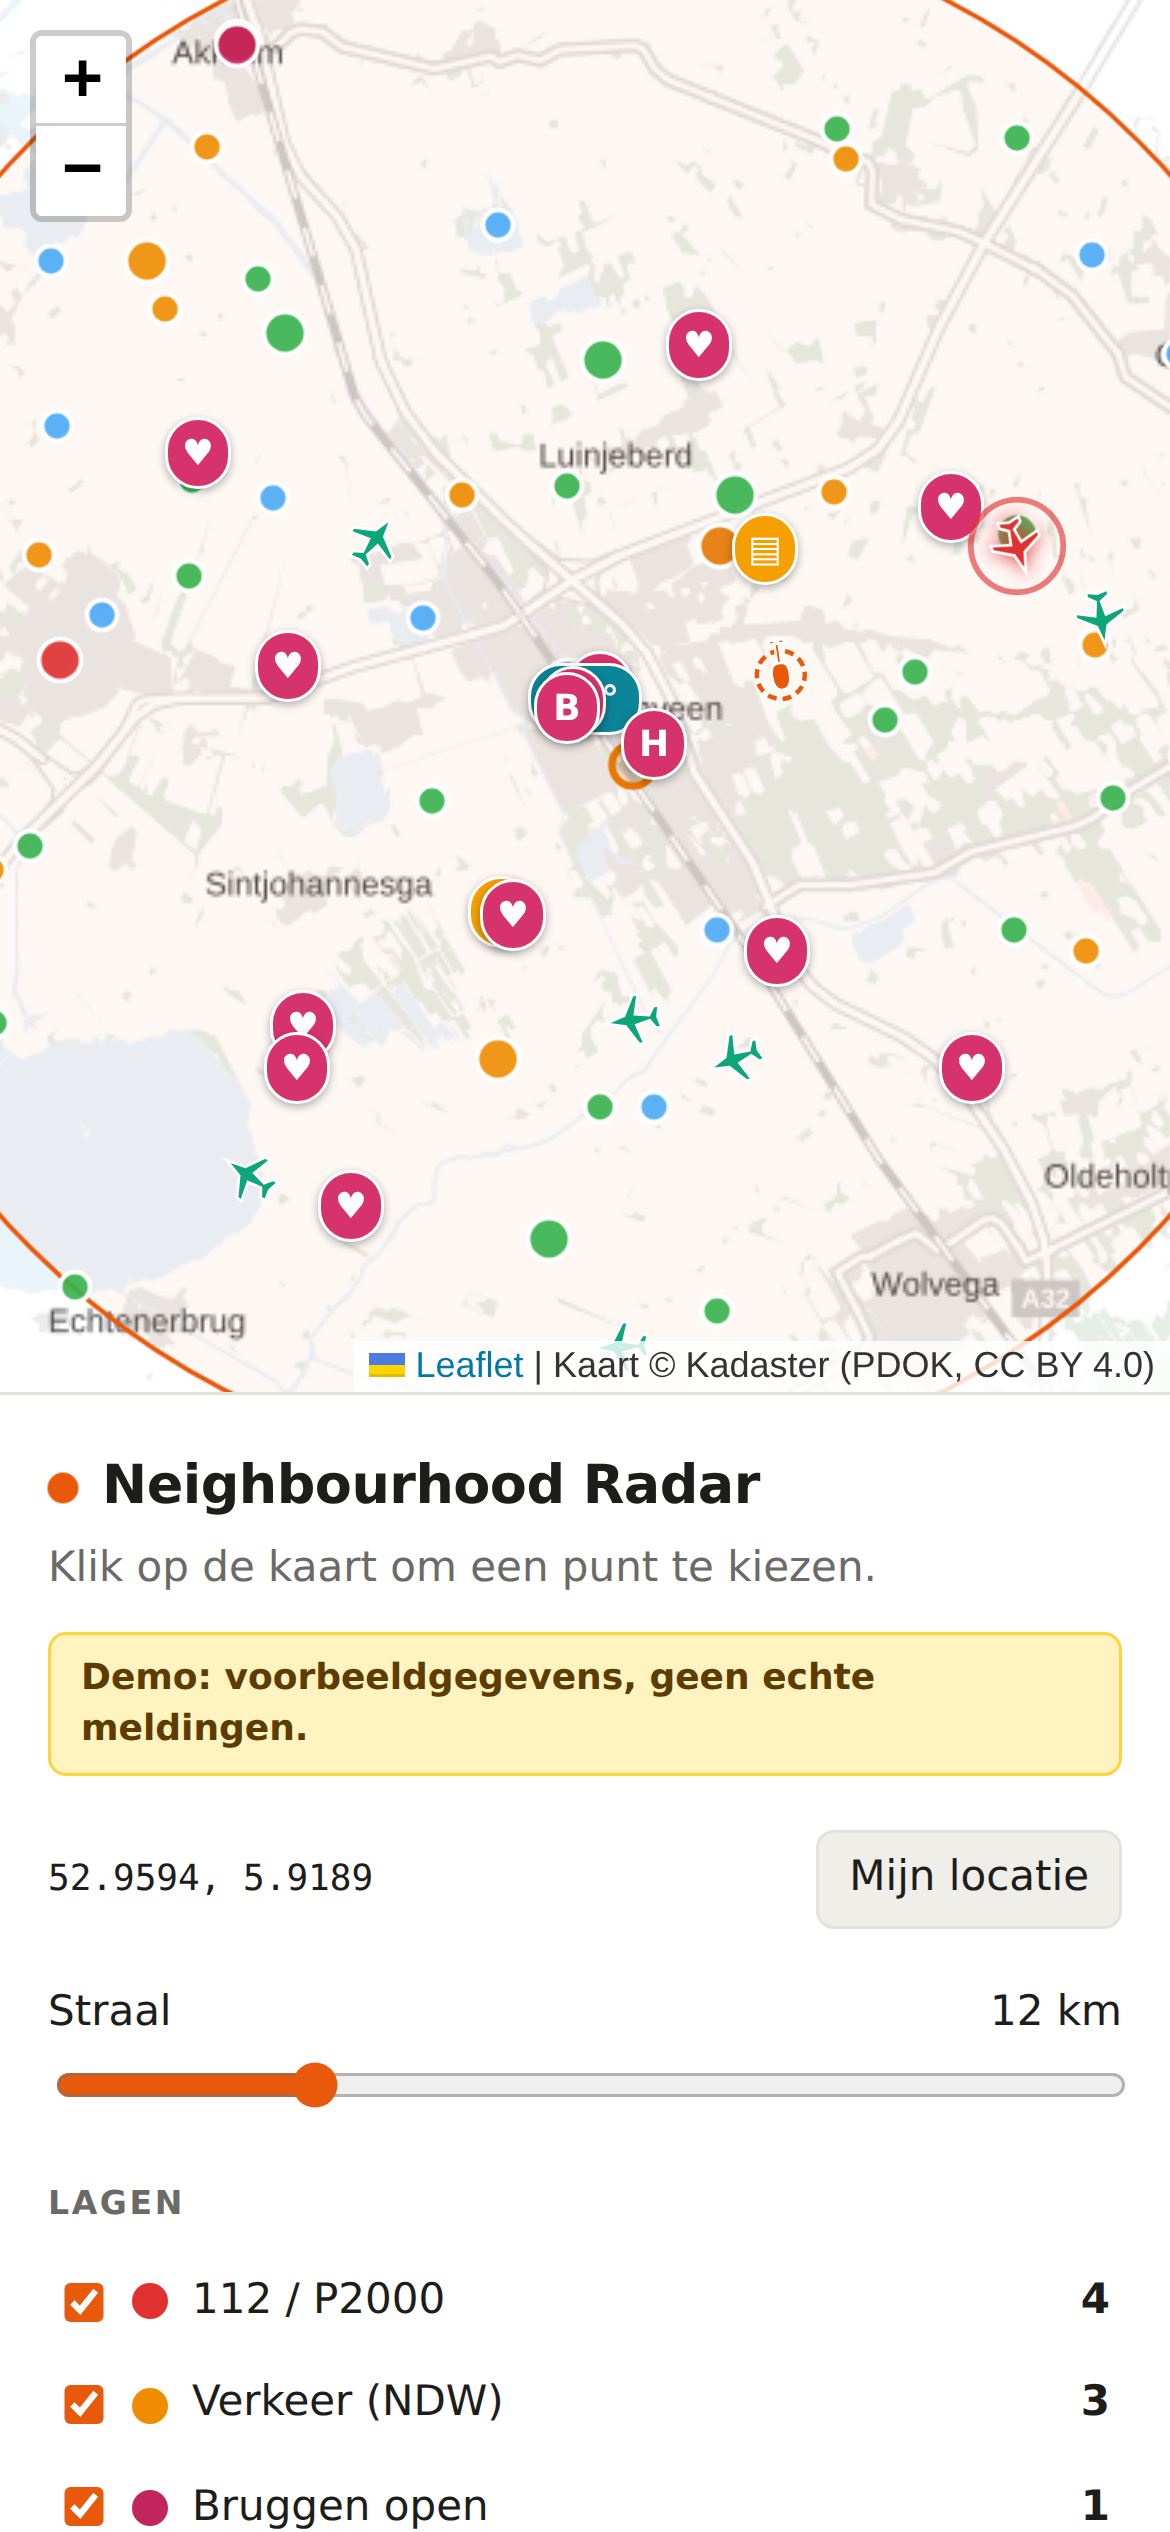 Ak
m
+
−
Luinjeberd
B
°
veen
H
Sintjohannesga
Oldeholt
Wolvega
A32
Echtenerbrug
Leaflet | Kaart © Kadaster (PDOK, CC BY 4.0)
Neighbourhood Radar
Klik op de kaart om een punt te kiezen.
Demo: voorbeeldgegevens, geen echte
meldingen.
52.9594, 5.9189
Mijn locatie
Straal 12 km
LAGEN
112 / P2000 4
Verkeer (NDW) 3
Bruggen open 1